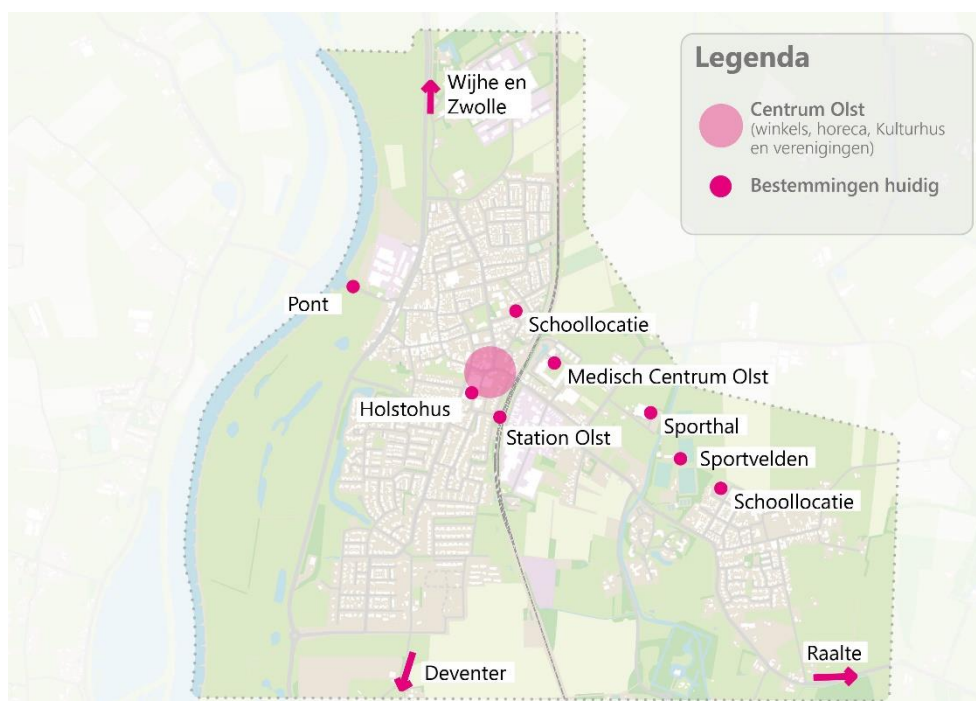 Legenda
Centrum Olst
(winkels, horeca, Kulturhus
en verenigingen)
Bestemmingen huidig
Wijhe en
Zwolle
Pont
Schoollocatie
Medisch Centrum Olst
Holstohus
Station Olst
Sporthal
Sportvelden
Schoollocatie
Deventer
Raalte